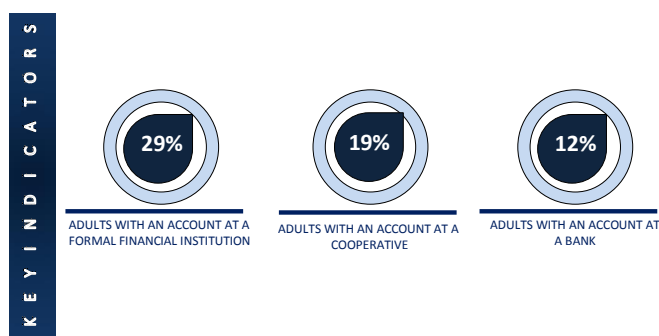 KEY INDICATORS
29%
ADULTS WITH AN ACCOUNT AT A
FORMAL FINANCIAL INSTITUTION
19%
ADULTS WITH AN ACCOUNT AT A
COOPERATIVE
12%
ADULTS WITH AN ACCOUNT AT
A BANK